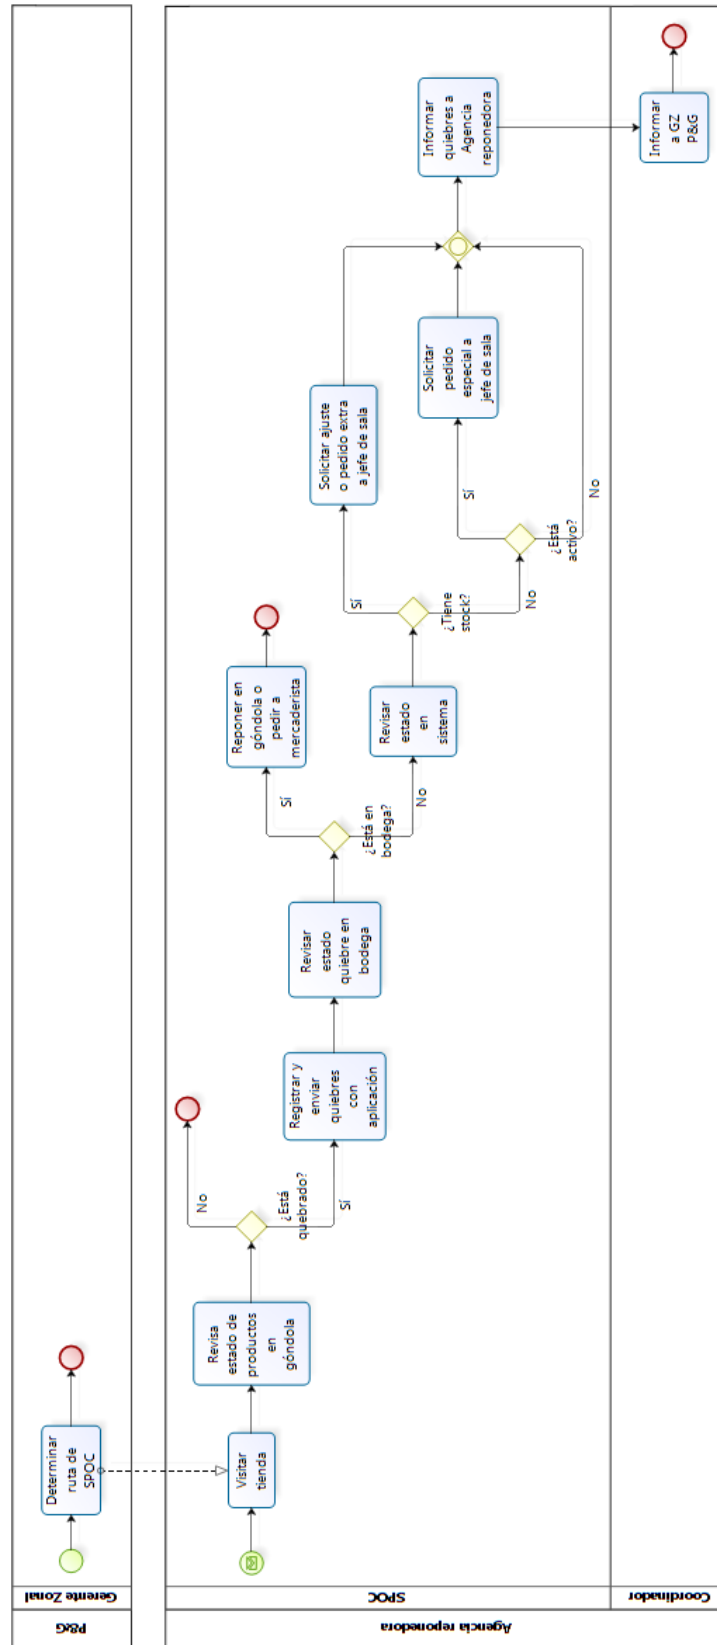 P&G
Gerente Zonal
Determinar
ruta de
SPOC
Agencia reponedora
SPOC
Visitar
tienda
Revisa
estado de
productos
en
góndola
¿Está
quebrado?
No
Sí
Registrar y
enviar
quiebres
con
aplicación
Revisar
estado
quiebre en
bodega
¿Está en
bodega?
Sí
No
Reponer en
góndola o
pedir a
mercaderista
Revisar
estado
en
sistema
¿Tiene
stock?
Sí
No
Solicitar ajuste
o pedido extra
a jefe de sala
¿Está
activo?
Sí
No
Solicitar
pedido
especial a
jefe de sala
Informar
quiebres a
Agencia
reponedora
Coordinador
Informar
a GZ
P&G